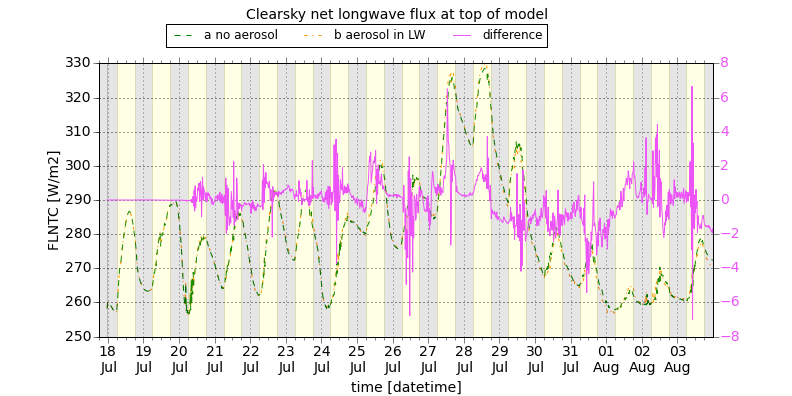 Clearsky net longwave flux at top of model
a no aerosol b aerosol in LW difference
330 8
320 6
310 4
300 2
290 0
280 −2
270 −4
260 −6
250 −8
FLNTC [W/m2]
18 19 20 21 22 23 24 25 26 27 28 29 30 31 01 02 03
Jul Jul Jul Jul Jul Jul Jul Jul Jul Jul Jul Jul Jul Jul Aug Aug Aug
time [datetime]